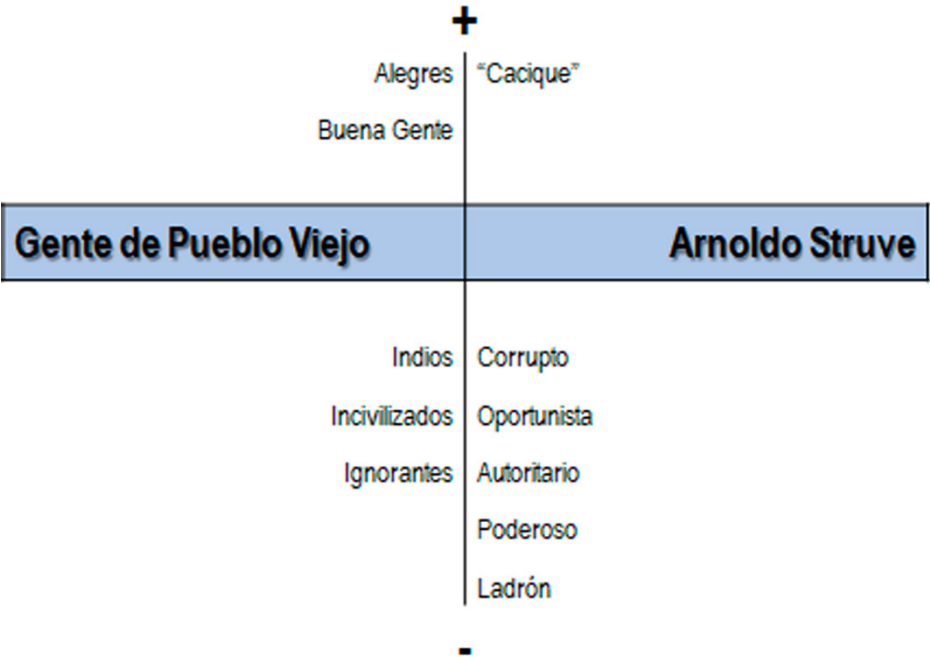 +
Alegres "Cacique"
Buena Gente
Gente de Pueblo Viejo Arnoldo Struve
Indios Corrupto
Incivilizados Oportunista
Ignorantes Autoritario
Poderoso
Ladrón
-